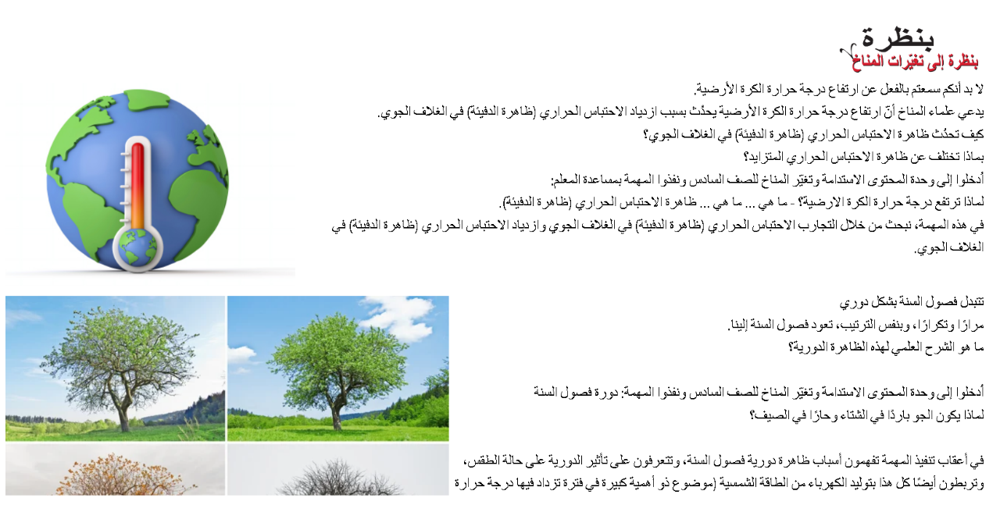 بنظرة
بنظرة إلى تغيّرات المناخ
لا بد أنكم سمعتم بالفعل عن ارتفاع درجة حرارة الكرة الأرضية.
يدعي علماء المناخ أنّ ارتفاع درجة حرارة الكرة الأرضية يحدُث بسبب ازدياد الاحتباس الحراري (ظاهرة الدفيئة) في الغلاف الجوي.
كيف تحدُث ظاهرة الاحتباس الحراري (ظاهرة الدفيئة) في الغلاف الجوي؟
بماذا تختلف عن ظاهرة الاحتباس الحراري المتزايد؟
اُدخلوا إلى وحدة المحتوى الاستدامة وتغيّر المناخ للصف السادس ونفذوا المهمة بمساعدة المعلم:
لماذا ترتفع درجة حرارة الكرة الارضية؟ - ما هي ... ما هي ... ظاهرة الاحتباس الحراري (ظاهرة الدفيئة).
في هذه المهمة، نبحث من خلال التجارب الاحتباس الحراري (ظاهرة الدفيئة) في الغلاف الجوي وازدياد الاحتباس الحراري (ظاهرة الدفيئة) في
الغلاف الجوي.
تتبدل فصول السنة بشكل دوري
مرارًا وتكرارًا، وبنفس الترتيب، تعود فصول السنة إلينا.
ما هو الشرح العلمي لهذه الظاهرة الدورية؟
اُدخلوا إلى وحدة المحتوى الاستدامة وتغيّر المناخ للصف السادس ونفذوا المهمة: دورة فصول السنة
لماذا يكون الجو باردًا في الشتاء وحارًا في الصيف؟
في أعقاب تنفيذ المهمة تفهمون أسباب ظاهرة دورية فصول السنة، وتتعرفون على تأثير الدورية على حالة الطقس،
وتربطون أيضًا كل هذا بتوليد الكهرباء من الطاقة الشمسية (موضوع ذو أهمية كبيرة في فترة تزداد فيها درجة حرارة